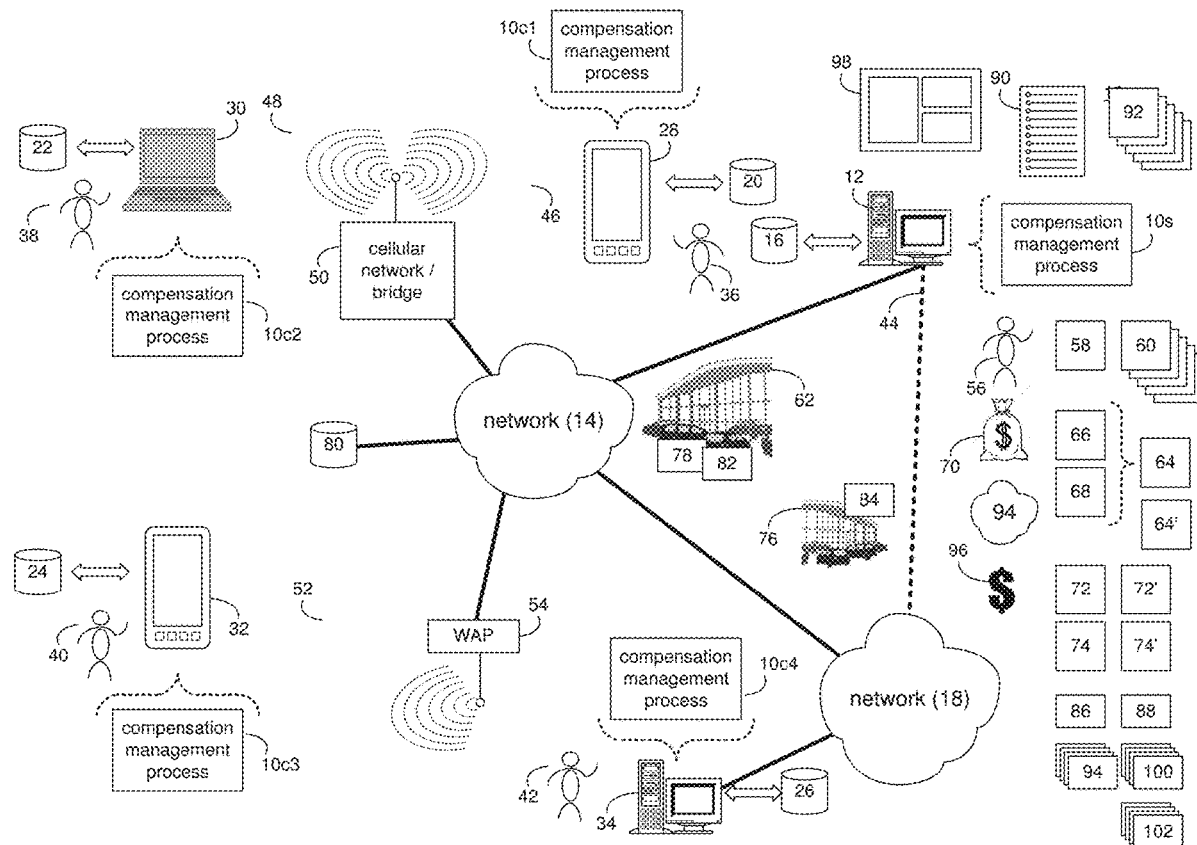 10c1
compensation
management
process
98
90
92
48
30
22
38
28
20
46
16
36
12
compensation
management
process
10s
50
cellular
network /
bridge
compensation
management
process
10c2
44
58
60
56
62
network (14)
80
78
82
70
$
66
68
64
64'
84
76
94
96
$
72
72'
74
74'
24
32
40
52
WAP
54
compensation
management
process
10c3
compensation
management
process
10c4
network (18)
86
88
94
100
102
42
34
26